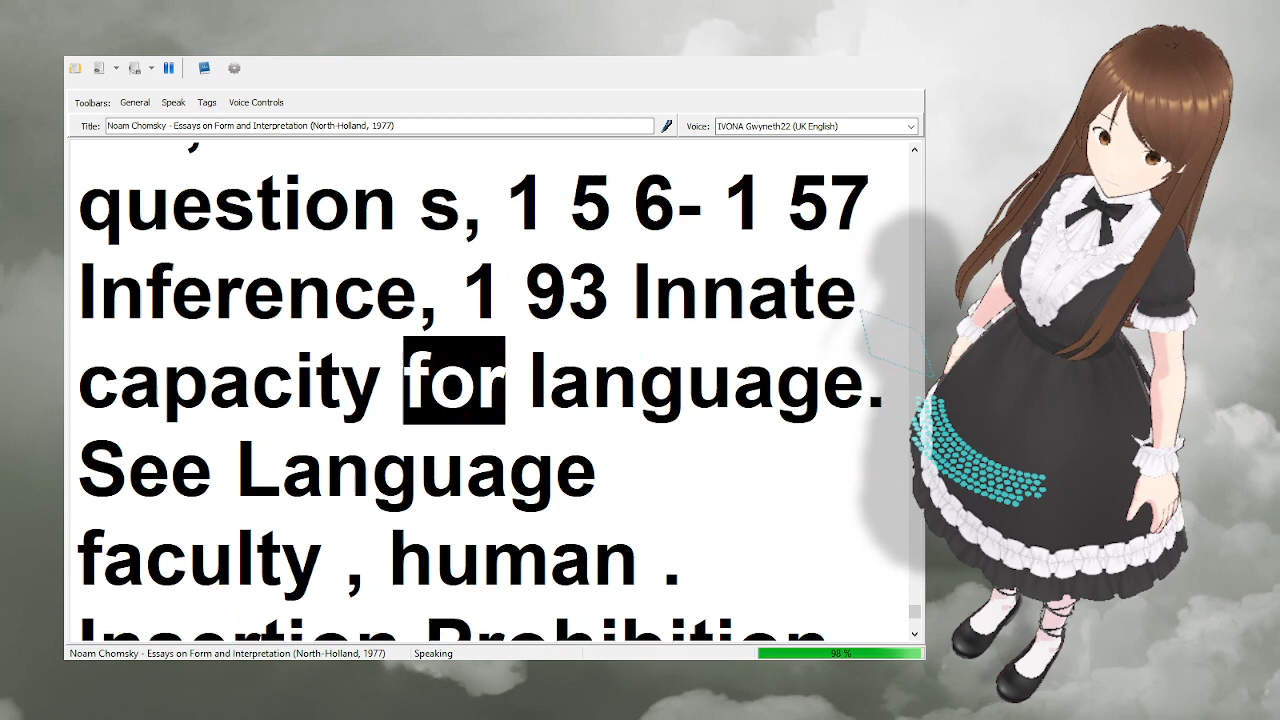 Toolbars: General Speak Tags Voice Controls
Title: Noam Chomsky - Essays on Form and Interpretation (North-Holland, 1977) Voice: IVONA Gwyneth22 (UK English)
question s, 1 5 6- 1 57
Inference, 1 93 Innate
capacity for language.
See Language
faculty , human .
Insertion Prohibition
Noam Chomsky - Essays on Form and Interpretation (North-Holland, 1977) Speaking 98 %